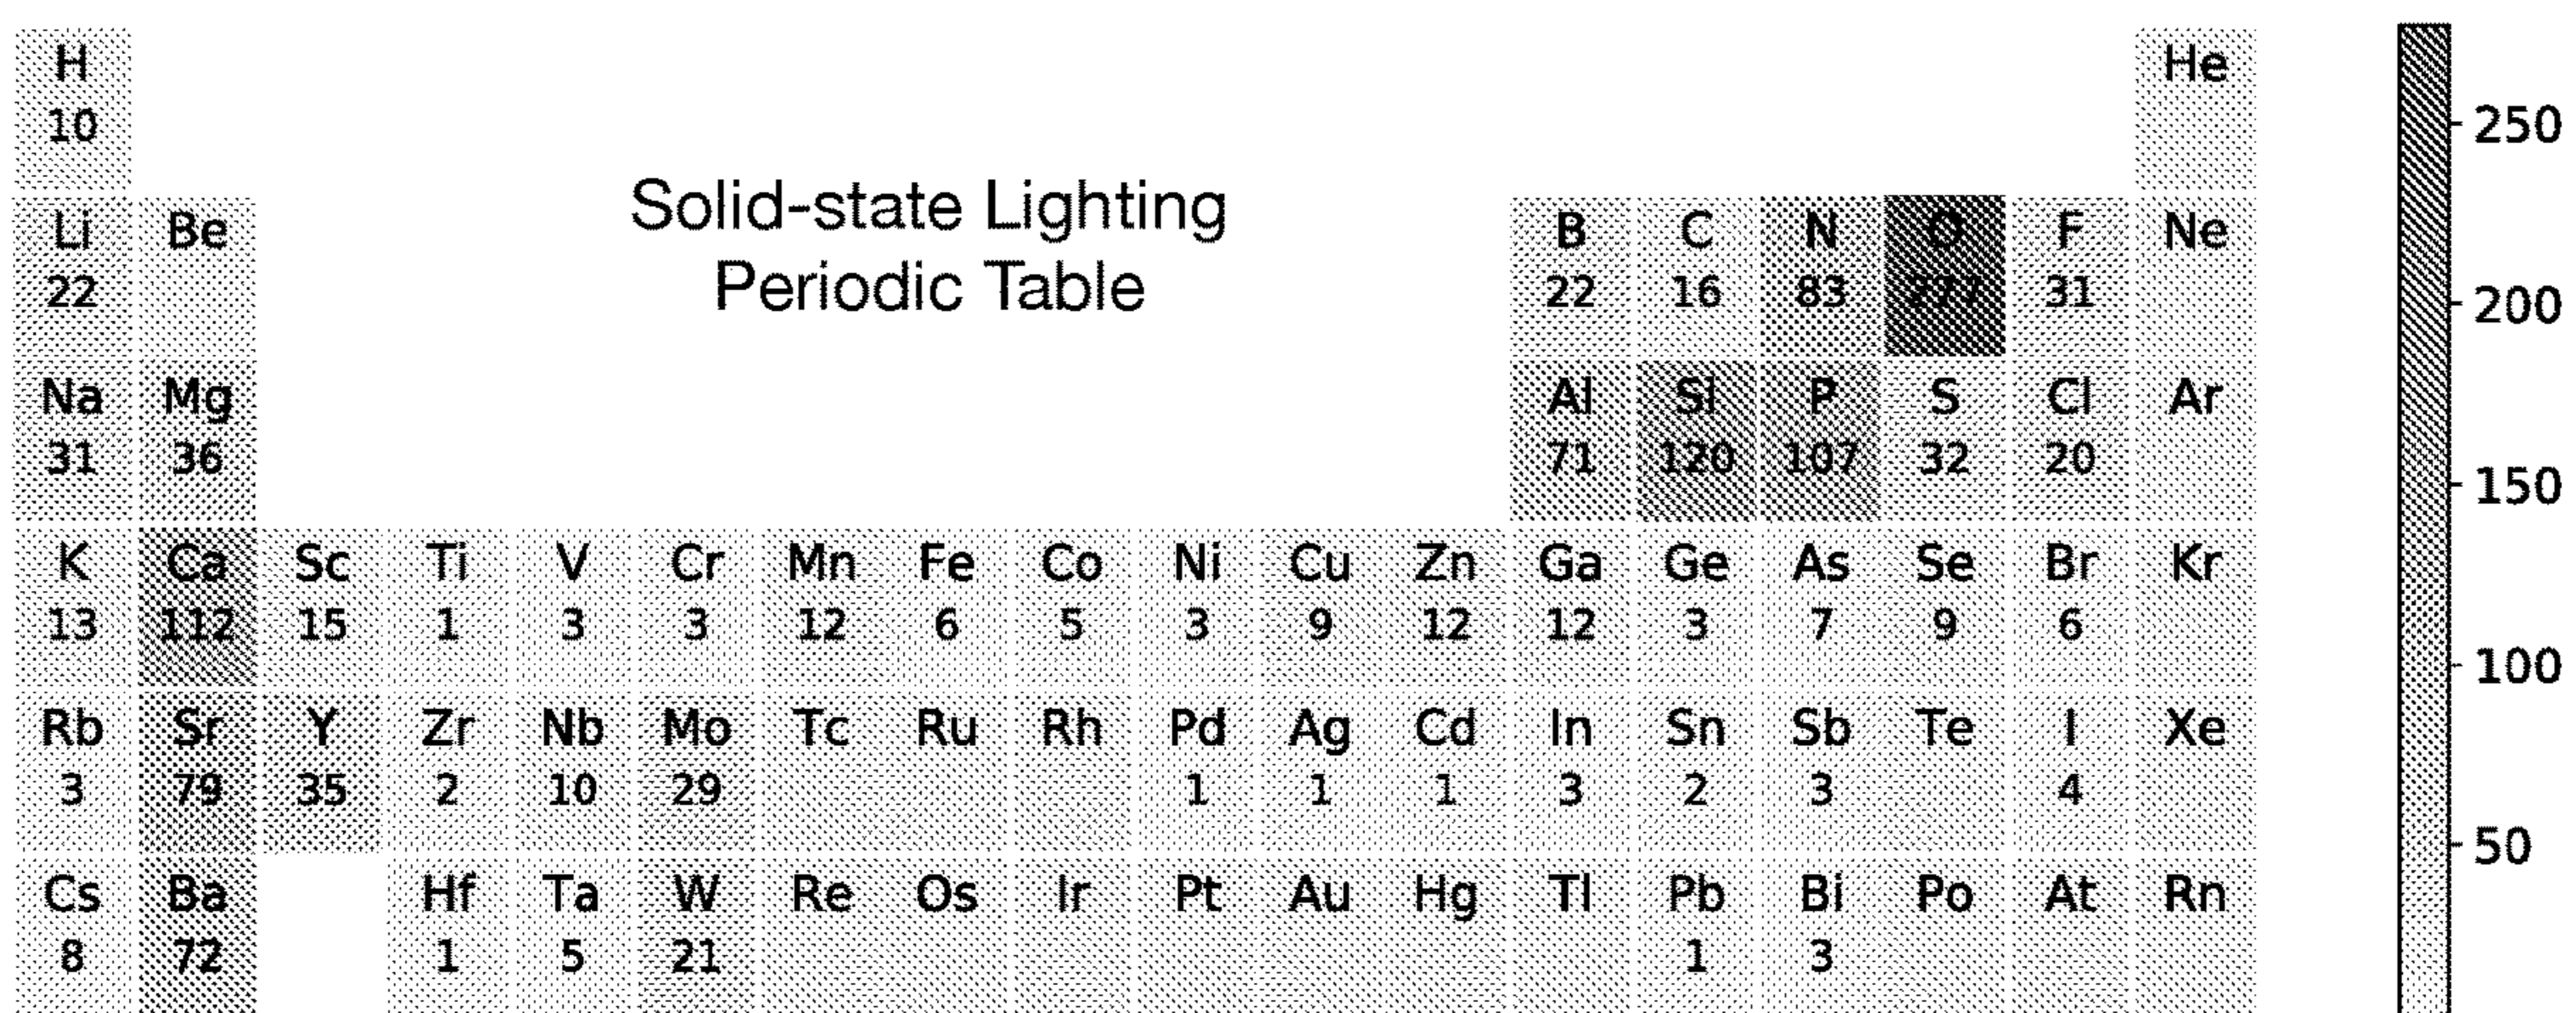 H He
10
250
Solid-state Lighting
Periodic Table
Li Be B C N O F Ne
22 22 16 83 277 31
200
Na Mg Al Si P S Cl Ar
31 36 71 120 107 32 20
150
K Ca Sc Ti V Cr Mn Fe Co Ni Cu Zn Ga Ge As Se Br Kr
13 112 15 1 3 3 12 6 5 3 9 12 12 3 7 9 6
100
Rb Sr Y Zr Nb Mo Tc Ru Rh Pd Ag Cd In Sn Sb Te I Xe
3 79 35 2 10 29 1 1 1 3 2 3 4
50
Cs Ba Hf Ta W Re Os Ir Pt Au Hg Tl Pb Bi Po At Rn
8 72 1 5 21 1 3